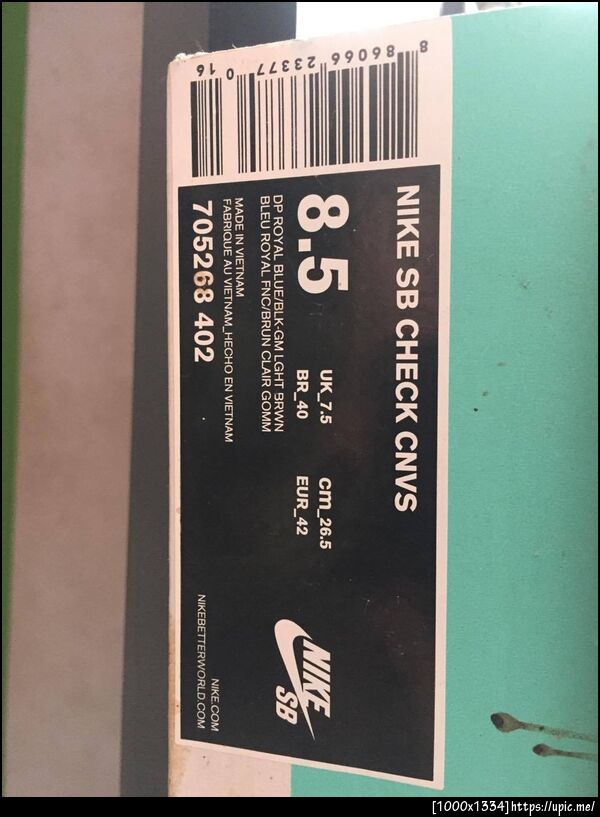 8 86066 23377 0 16
NIKE SB CHECK CNVS
8.5
UK_7.5 cm_26.5
BR_40 EUR_42
DP ROYAL BLUE/BLK-GM LGHT BRWN
BLEU ROYAL FNC/BRUN CLAIR GOMM
MADE IN VIETNAM
FABRIQUE AU VIETNAM_HECHO EN VIETNAM
705268 402
NIKE
SB
NIKE.COM
NIKEBETTERWORLD.COM
[1000x1334]https://upic.me/